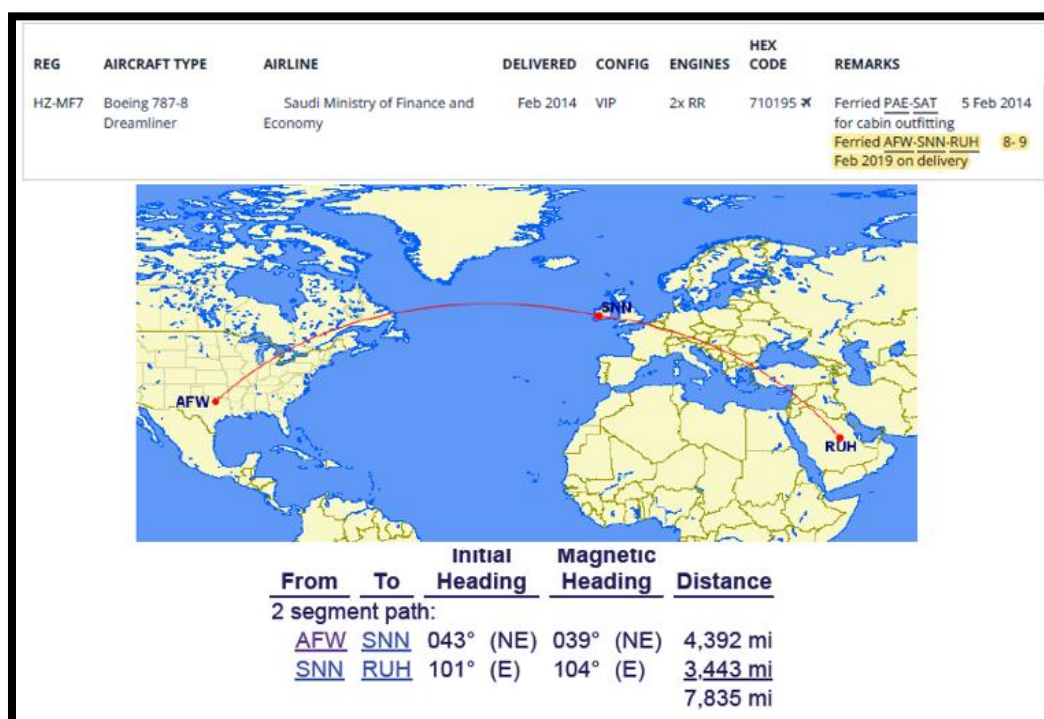 HEX
REG AIRCRAFT TYPE AIRLINE DELIVERED CONFIG ENGINES CODE REMARKS
HZ-MF7 Boeing 787-8 Saudi Ministry of Finance and Feb 2014 VIP 2x RR 710195 Ferried PAE-SAT 5 Feb 2014
Dreamliner Economy for cabin outfitting
Ferried AFW-SNN-RUH 8- 9
Feb 2019 on delivery
SNN
AFW
RUH
Initial Magnetic
From To Heading Heading Distance
2 segment path:
AFW SNN 043° (NE) 039° (NE) 4,392 mi
SNN RUH 101° (E) 104° (E) 3,443 mi
7,835 mi